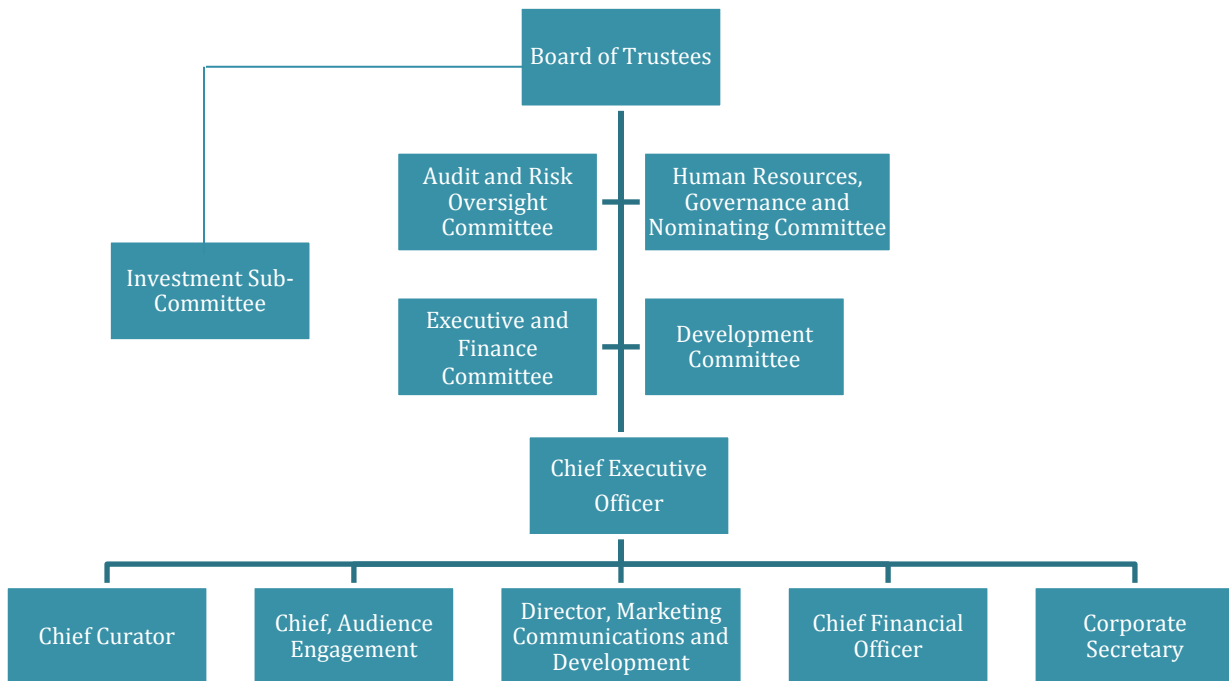 Board of Trustees
Audit and Risk
Oversight
Committee
Human Resources,
Governance and
Nominating Committee
Investment Sub-
Committee
Executive and
Finance
Committee
Development
Committee
Chief Executive
Officer
Chief Curator
Chief, Audience
Engagement
Director, Marketing
Communications and
Development
Chief Financial
Officer
Corporate
Secretary